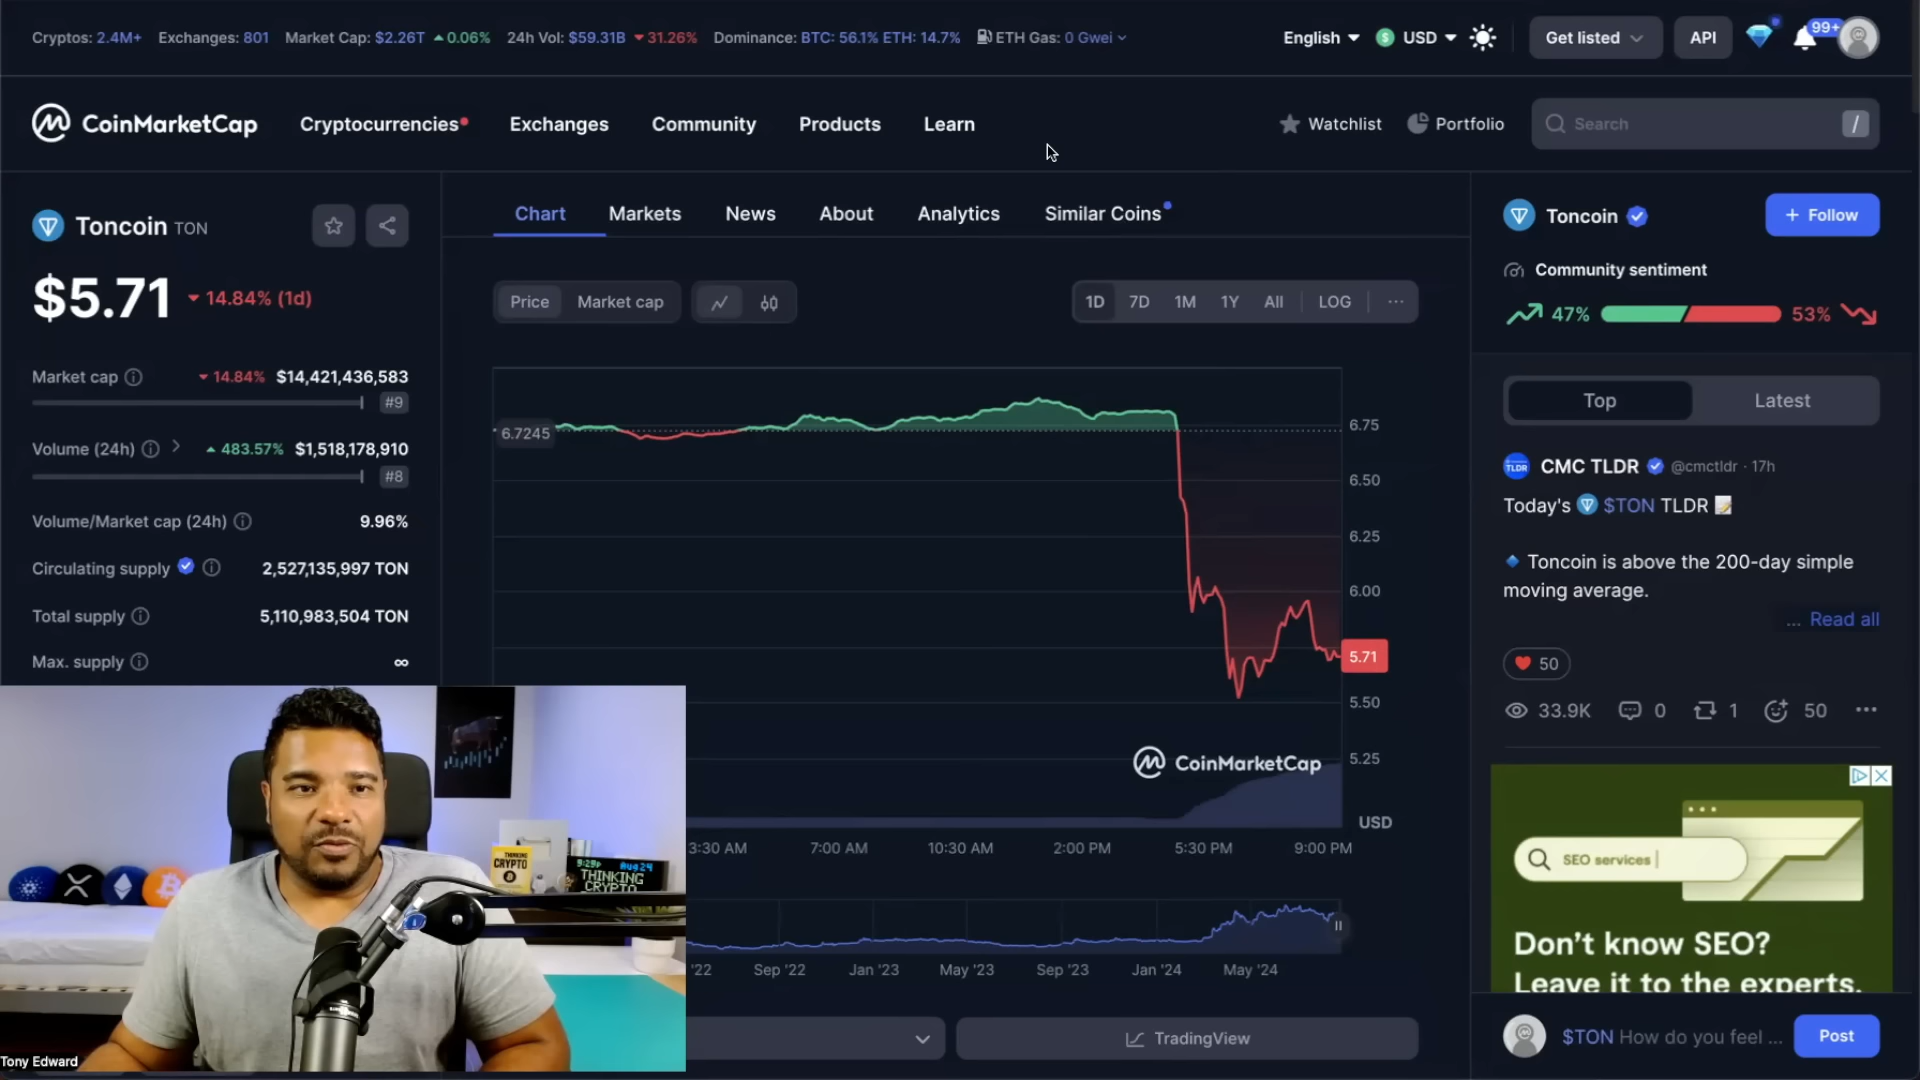 Cryptos: 2.4M+ Exchanges: 801 Market Cap: $2.26T 0.06% 24h Vol: $59.31B 31.26% Dominance: BTC: 56.1% ETH: 14.7% ETH Gas: 0 Gwei
English USD Get listed API 99+
CoinMarketCap Cryptocurrencies Exchanges Community Products Learn
Watchlist Portfolio Search /
Toncoin TON
$5.71 14.84% (1d)
Market cap 14.84% $14,421,436,583
#9
Volume (24h) 483.57% $1,518,178,910
#8
Volume/Market cap (24h) 9.96%
Circulating supply 2,527,135,997 TON
Total supply 5,110,983,504 TON
Max. supply ∞
Chart Markets News About Analytics Similar Coins
Price Market cap
1D 7D 1M 1Y All LOG ...
6.7245
6.75
6.50
6.25
6.00
5.71
5.50
5.25
CoinMarketCap
USD
3:30 AM 7:00 AM 10:30 AM 2:00 PM 5:30 PM 9:00 PM
'22 Sep '22 Jan '23 May '23 Sep '23 Jan '24 May '24
TradingView
Toncoin + Follow
Community sentiment
47% 53%
Top Latest
TLDR CMC TLDR @cmctldr · 17h
Today's $TON TLDR
Toncoin is above the 200-day simple
moving average.
... Read all
50
33.9K 0 1 50
SEO services
Don't know SEO?
Leave it to the experts.
$TON How do you feel ... Post
THINKING
CRYPTO
9:29P Aug24
THINKING
CRYPTO
Tony Edward